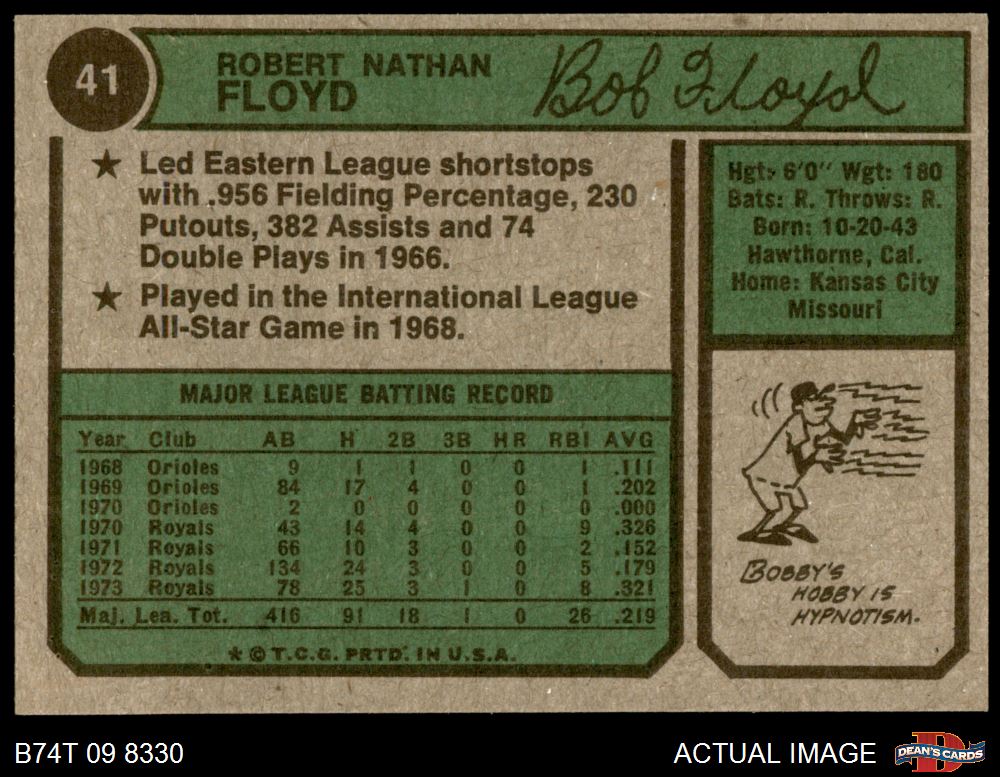 41
ROBERT NATHAN
FLOYD
Bob Floyd
★ Led Eastern League shortstops
with .956 Fielding Percentage, 230
Putouts, 382 Assists and 74
Double Plays in 1966.
★ Played in the International League
All-Star Game in 1968.
Hgt: 6'0" Wgt: 180
Bats: R. Throws: R.
Born: 10-20-43
Hawthorne, Cal.
Home: Kansas City
Missouri
MAJOR LEAGUE BATTING RECORD
Year Club AB H 2B 3B HR RBI AVG
1968 Orioles 9 1 1 0 0 1 .111
1969 Orioles 84 17 4 0 0 1 .202
1970 Orioles 2 0 0 0 0 0 .000
1970 Royals 43 14 4 0 0 9 .326
1971 Royals 66 10 3 0 0 2 .152
1972 Royals 134 24 3 0 0 5 .179
1973 Royals 78 25 3 1 0 8 .321
Maj. Lea. Tot. 416 91 18 1 0 26 .219
* © T.C.G. PRTD. IN U.S.A.
BOBBY'S
HOBBY IS
HYPNOTISM.
B74T 09 8330
ACTUAL IMAGE
D
DEAN'S CARDS